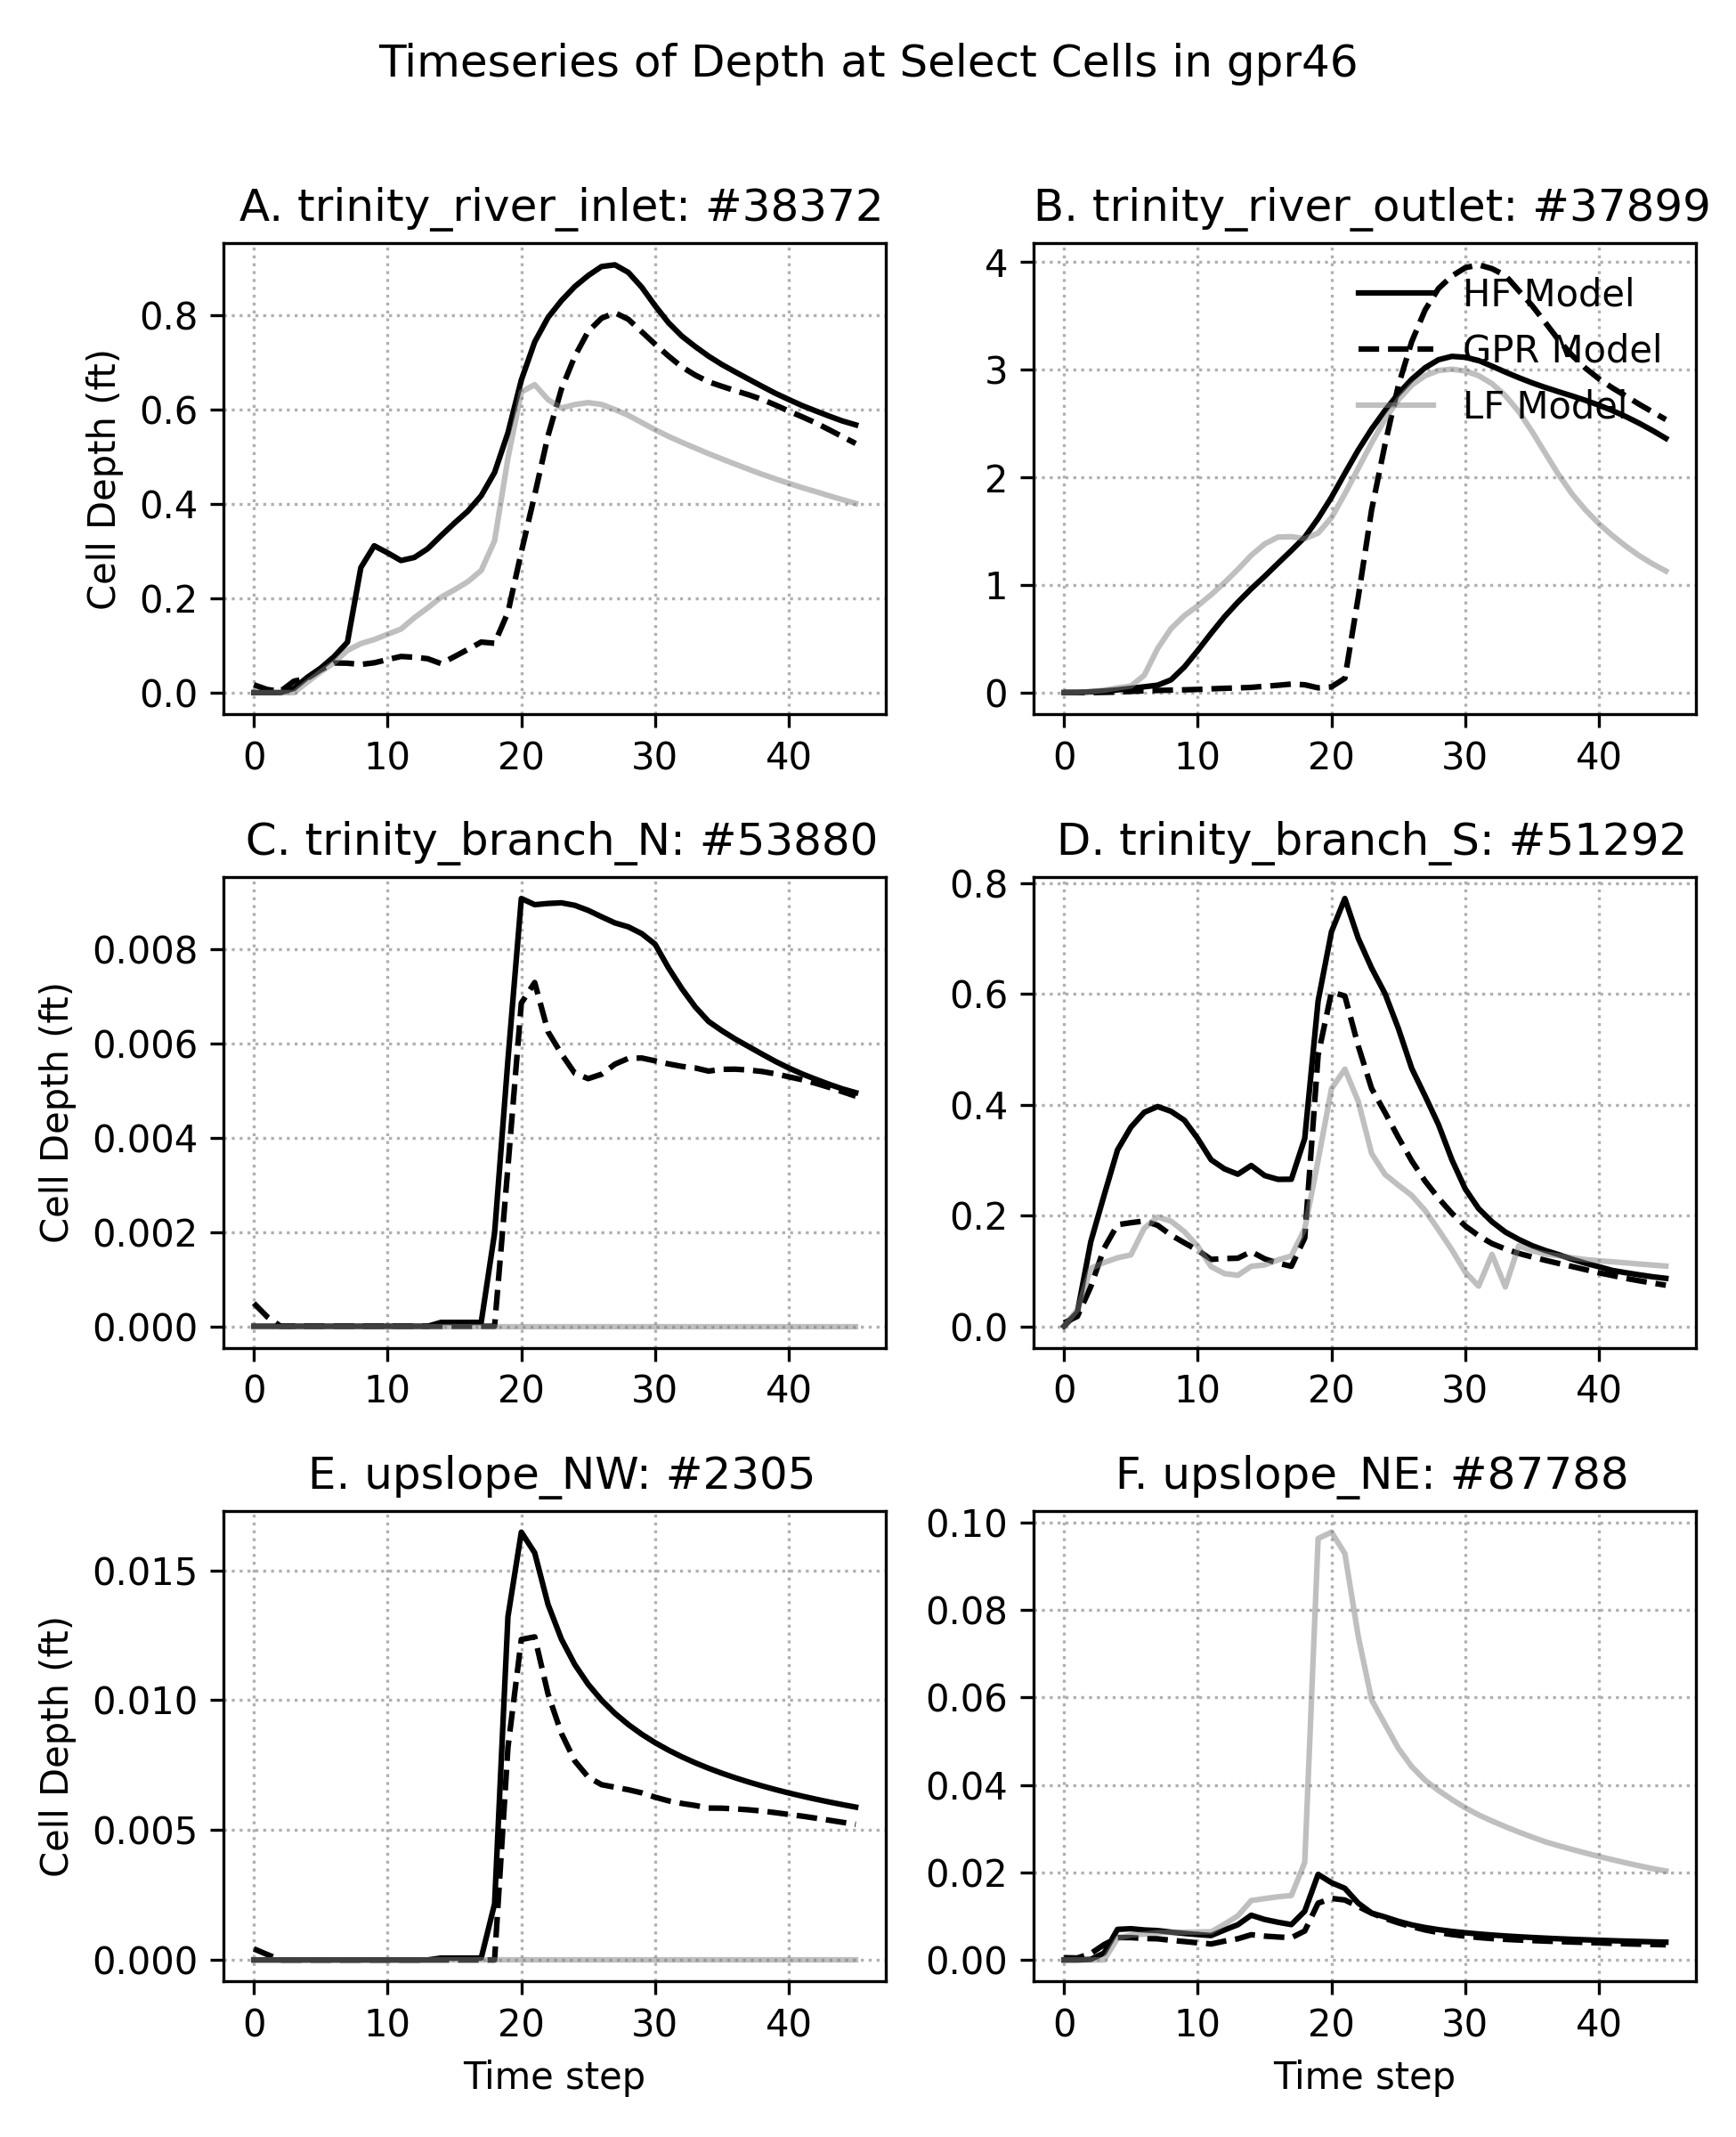 Timeseries of Depth at Select Cells in gpr46
A. trinity_river_inlet: #38372
Cell Depth (ft)
0.8
0.6
0.4
0.2
0.0
0 10 20 30 40
B. trinity_river_outlet: #37899
4
3
2
1
0
HF Model
GPR Model
LF Model
0 10 20 30 40
C. trinity_branch_N: #53880
Cell Depth (ft)
0.008
0.006
0.004
0.002
0.000
0 10 20 30 40
D. trinity_branch_S: #51292
0.8
0.6
0.4
0.2
0.0
0 10 20 30 40
E. upslope_NW: #2305
Cell Depth (ft)
0.015
0.010
0.005
0.000
0 10 20 30 40
Time step
F. upslope_NE: #87788
0.10
0.08
0.06
0.04
0.02
0.00
0 10 20 30 40
Time step